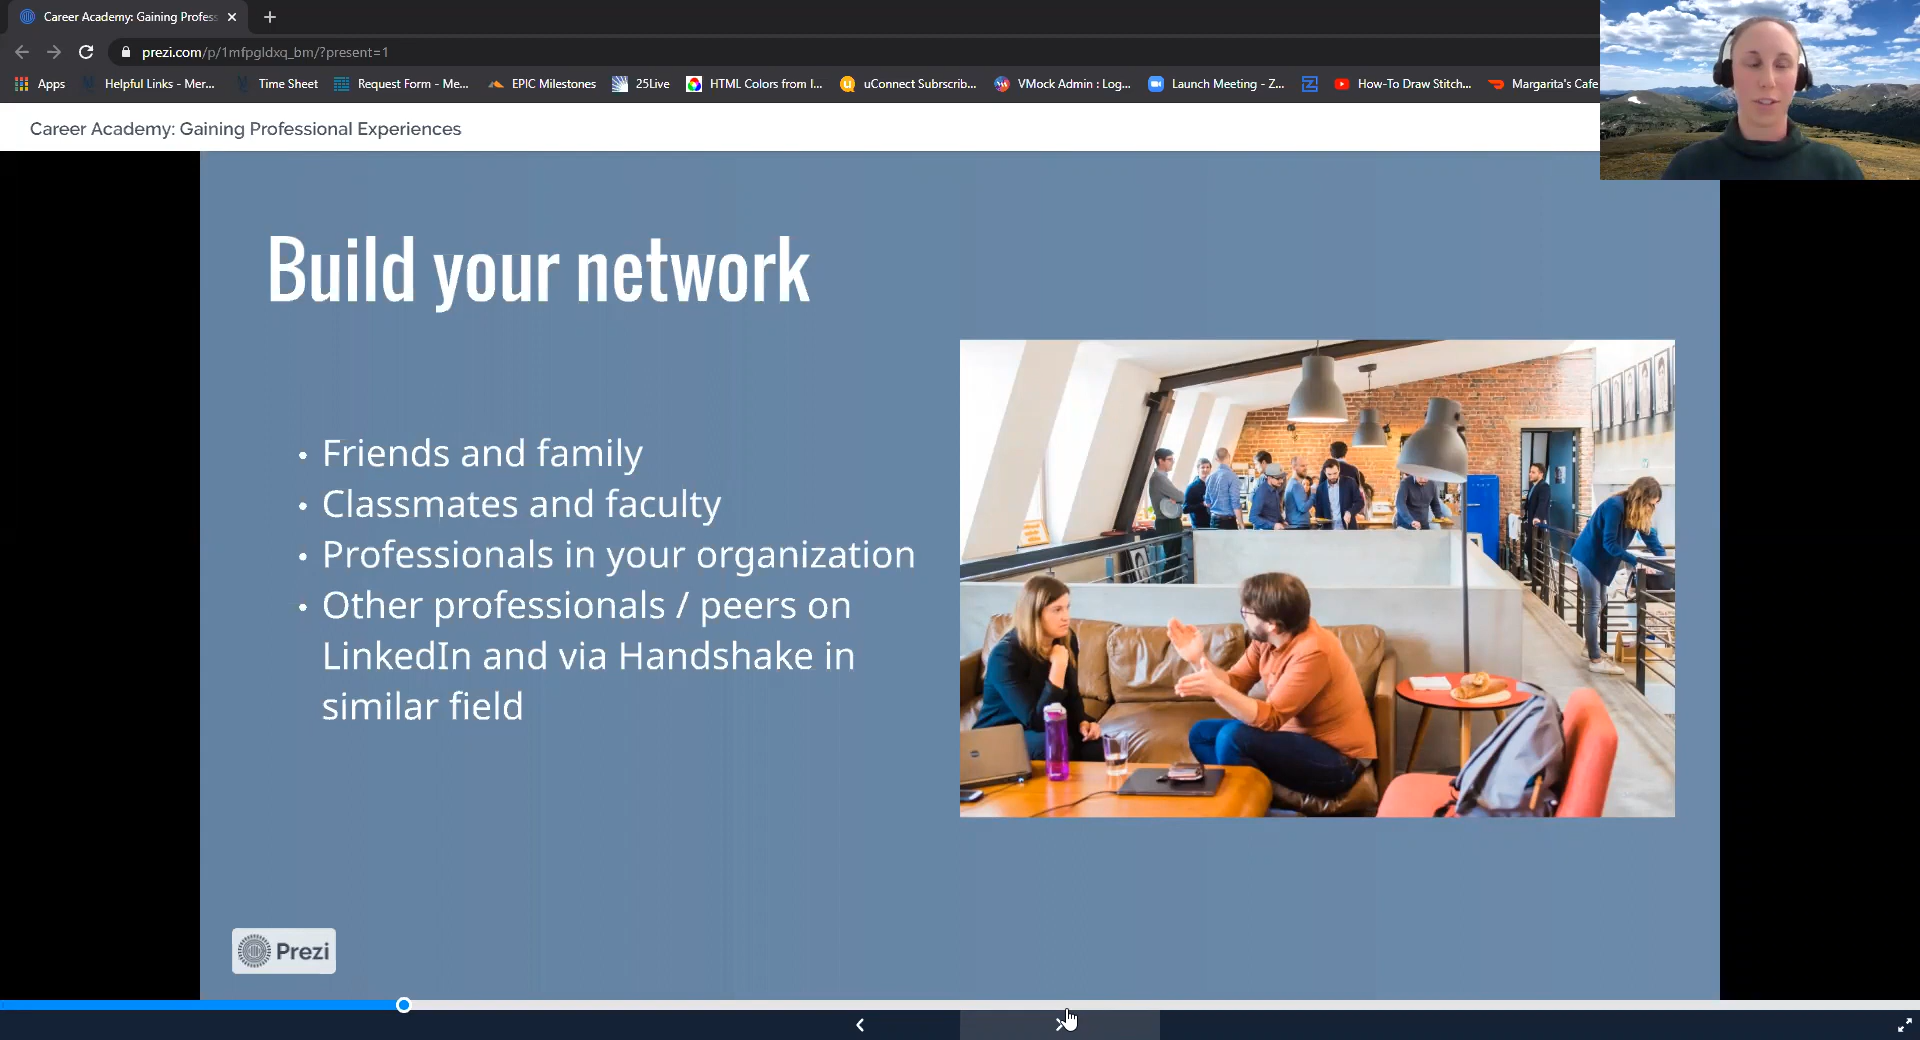 Career Academy: Gaining Profess
prezi.com/p/1mfpgldxq_bm/?present=1
Apps Helpful Links - Mer... Time Sheet Request Form - Me... EPIC Milestones 25Live HTML Colors from I... uConnect Subrscrib... VMock Admin : Log... Launch Meeting - Z... How-To Draw Stitch... Margarita's Cafe
Career Academy: Gaining Professional Experiences
Build your network
• Friends and family
• Classmates and faculty
• Professionals in your organization
• Other professionals / peers on
LinkedIn and via Handshake in
similar field
Prezi